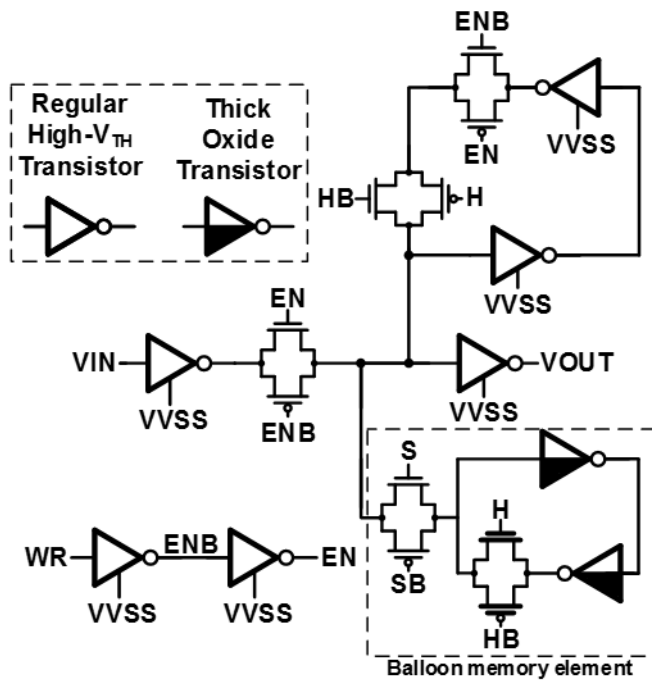 ENB
EN
VVSS
Regular
High-VTH
Transistor
Thick
Oxide
Transistor
HB
H
VVSS
EN
VIN
VVSS
ENB
VOUT
VVSS
S
SB
H
HB
WR
ENB
EN
VVSS
VVSS
Balloon memory element